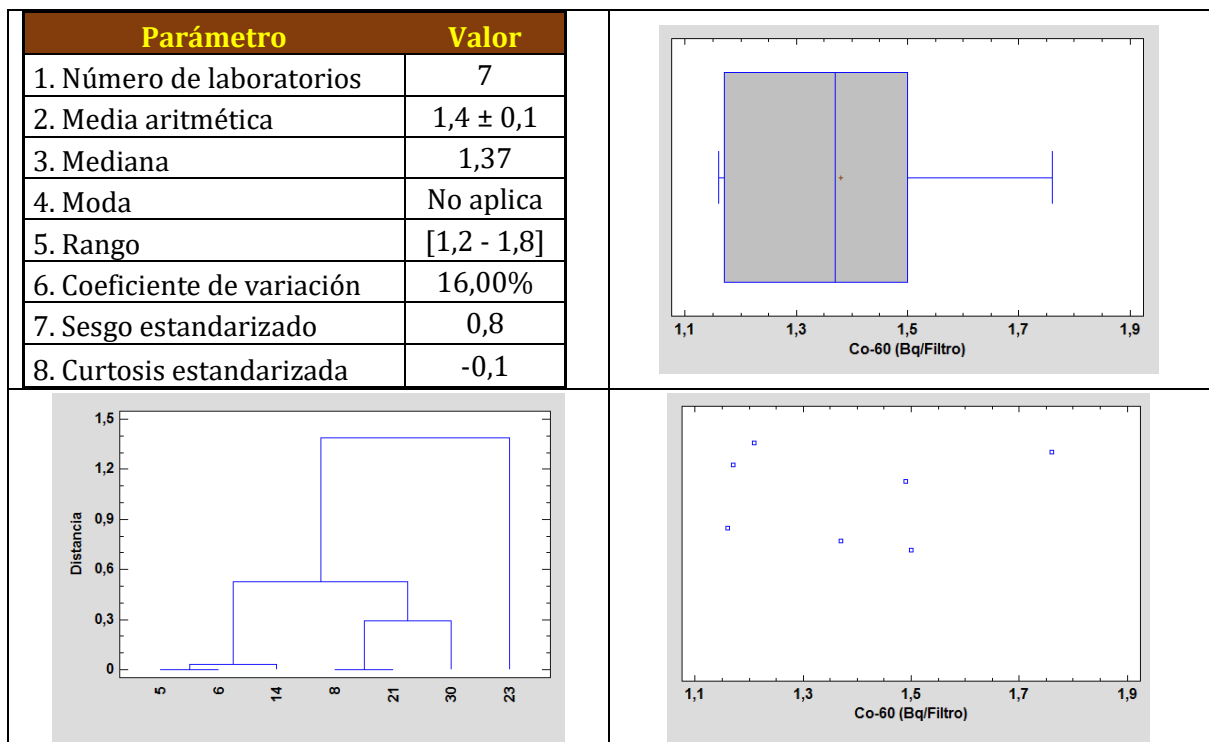 Parámetro Valor
1. Número de laboratorios 7
2. Media aritmética 1,4 ± 0,1
3. Mediana 1,37
4. Moda No aplica
5. Rango [1,2 - 1,8]
6. Coeficiente de variación 16,00%
7. Sesgo estandarizado 0,8
8. Curtosis estandarizada -0,1
1,1 1,3 1,5 1,7 1,9
Co-60 (Bq/Filtro)
1,5
1,2
0,9
0,6
0,3
0
Distancia
5 6 14 8 21 30 23
1,1 1,3 1,5 1,7 1,9
Co-60 (Bq/Filtro)